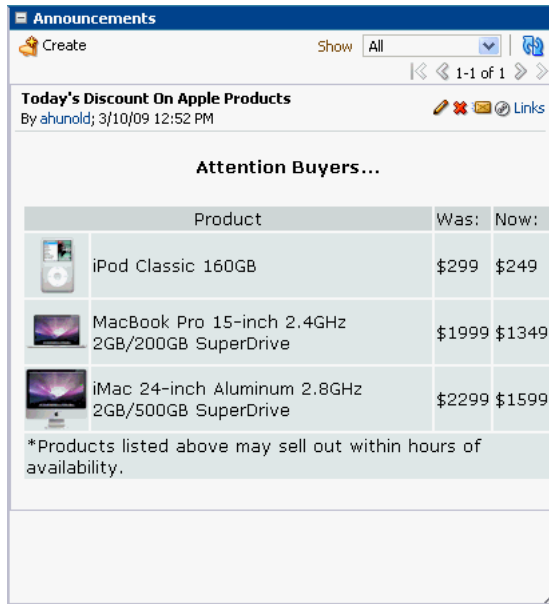 Announcements
Create
Show All
1-1 of 1
Today's Discount On Apple Products
By ahunold; 3/10/09 12:52 PM
Links
Attention Buyers...
Product Was: Now:
iPod Classic 160GB $299 $249
MacBook Pro 15-inch 2.4GHz
2GB/200GB SuperDrive
$1999 $1349
iMac 24-inch Aluminum 2.8GHz
2GB/500GB SuperDrive
$2299 $1599
*Products listed above may sell out within hours of
availability.